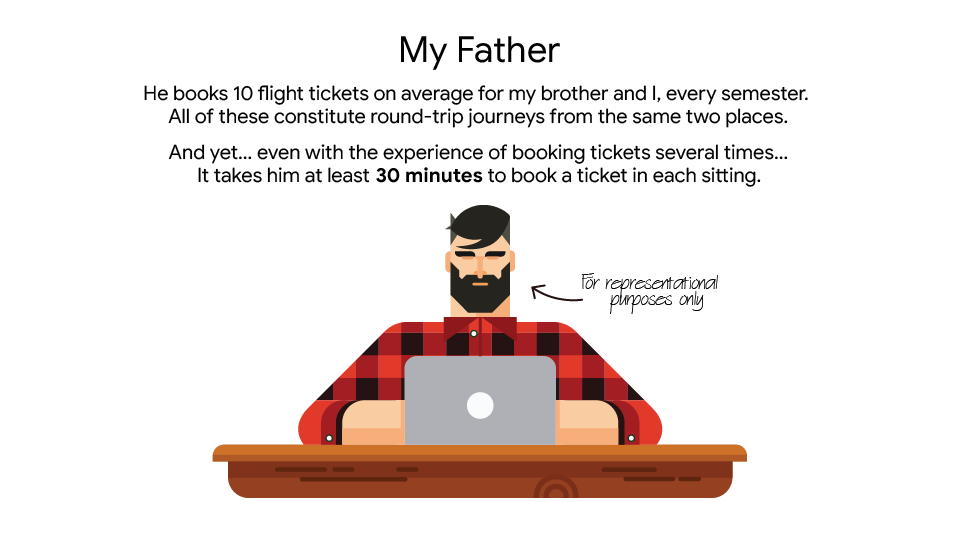 My Father
He books 10 flight tickets on average for my brother and I, every semester.
All of these constitute round-trip journeys from the same two places.
And yet... even with the experience of booking tickets several times...
It takes him at least 30 minutes to book a ticket in each sitting.
For representational
purposes only